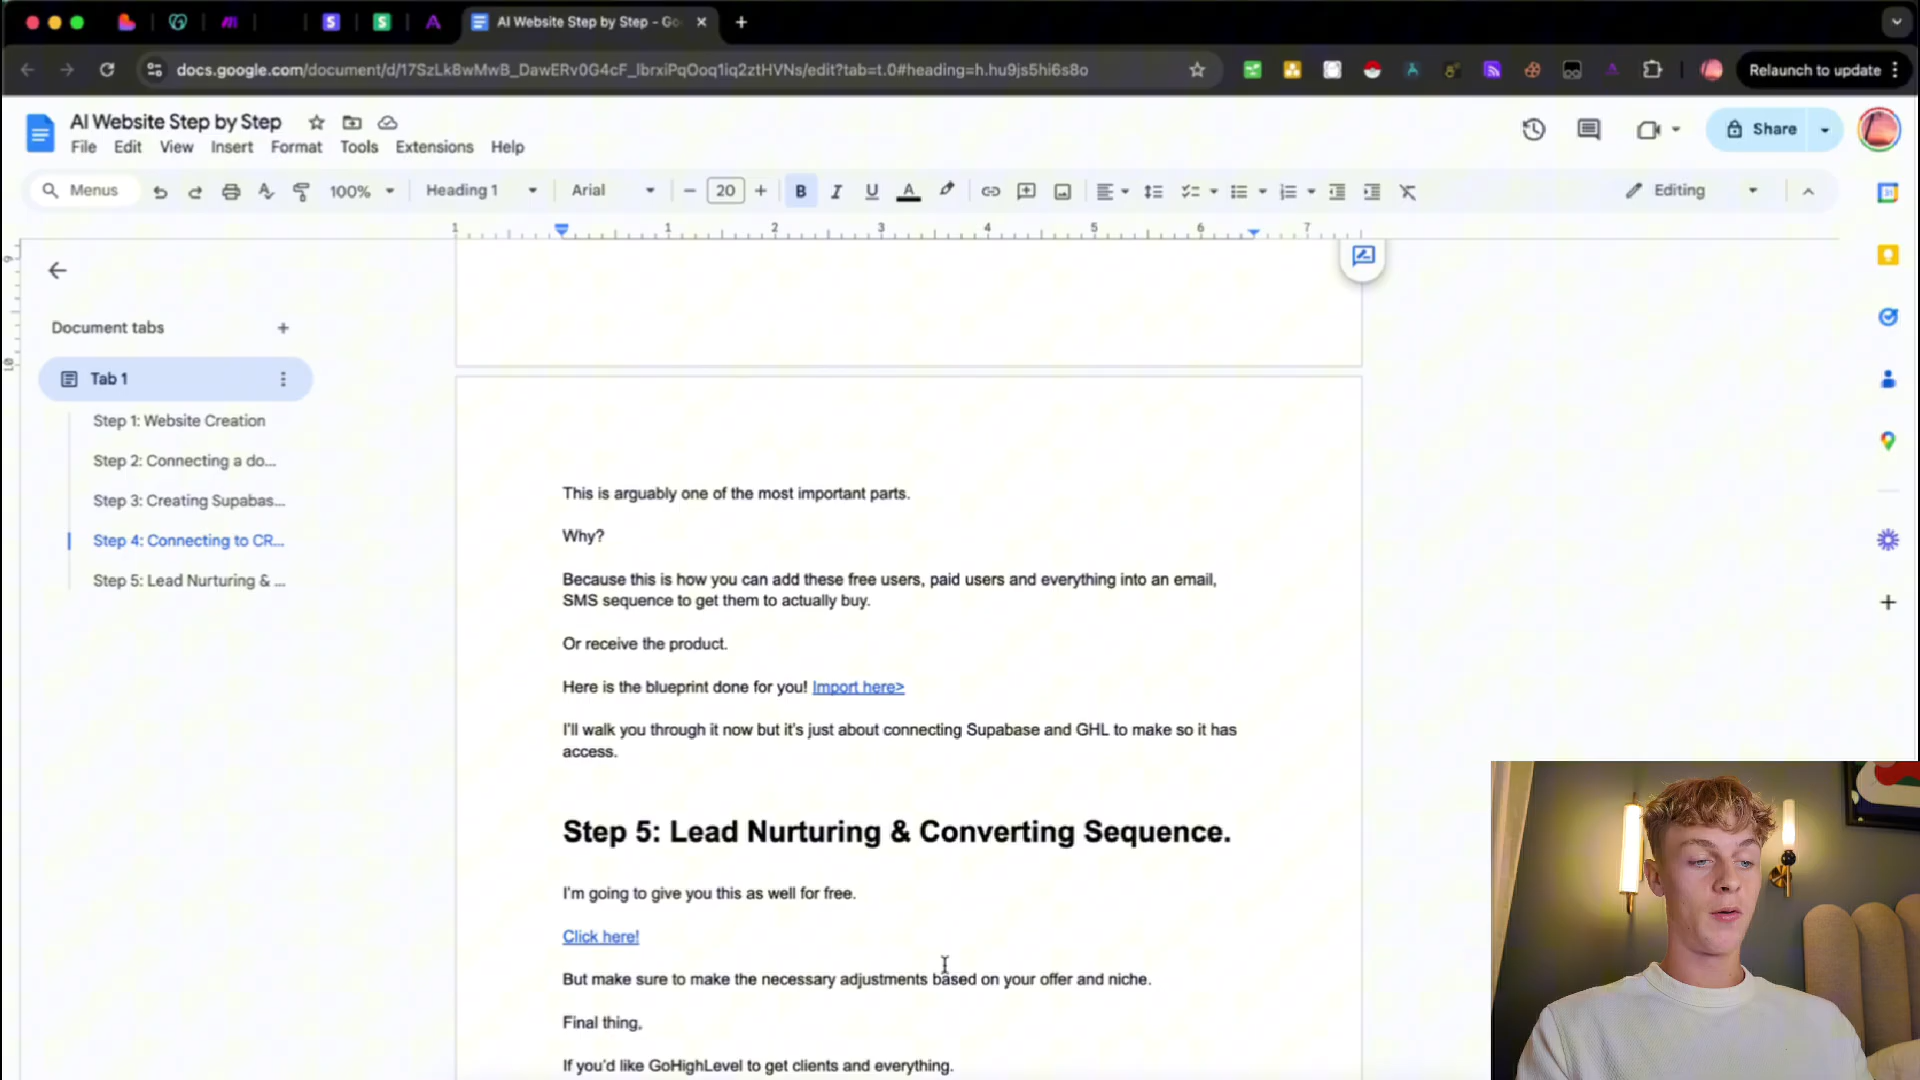 AI Website Step by Step - Go
docs.google.com/document/d/17SzLk8wMwB_DawERv0G4cF_lbrxiPqOoq1iq2ztHVNs/edit?tab=t.0#heading=h.hu9js5hi6s8o
Relaunch to update
AI Website Step by Step
File Edit View Insert Format Tools Extensions Help
Share
Menus 100% Heading 1 Arial 20 Editing
1 1 2 3 4 5 6 7
Document tabs
Tab 1
Step 1: Website Creation
Step 2: Connecting a do...
Step 3: Creating Supabas...
Step 4: Connecting to CR...
Step 5: Lead Nurturing & ...
This is arguably one of the most important parts.
Why?
Because this is how you can add these free users, paid users and everything into an email,
SMS sequence to get them to actually buy.
Or receive the product.
Here is the blueprint done for you! Import here>
I'll walk you through it now but it's just about connecting Supabase and GHL to make so it has
access.
Step 5: Lead Nurturing & Converting Sequence.
I'm going to give you this as well for free.
Click here!
But make sure to make the necessary adjustments based on your offer and niche.
Final thing,
If you'd like GoHighLevel to get clients and everything.